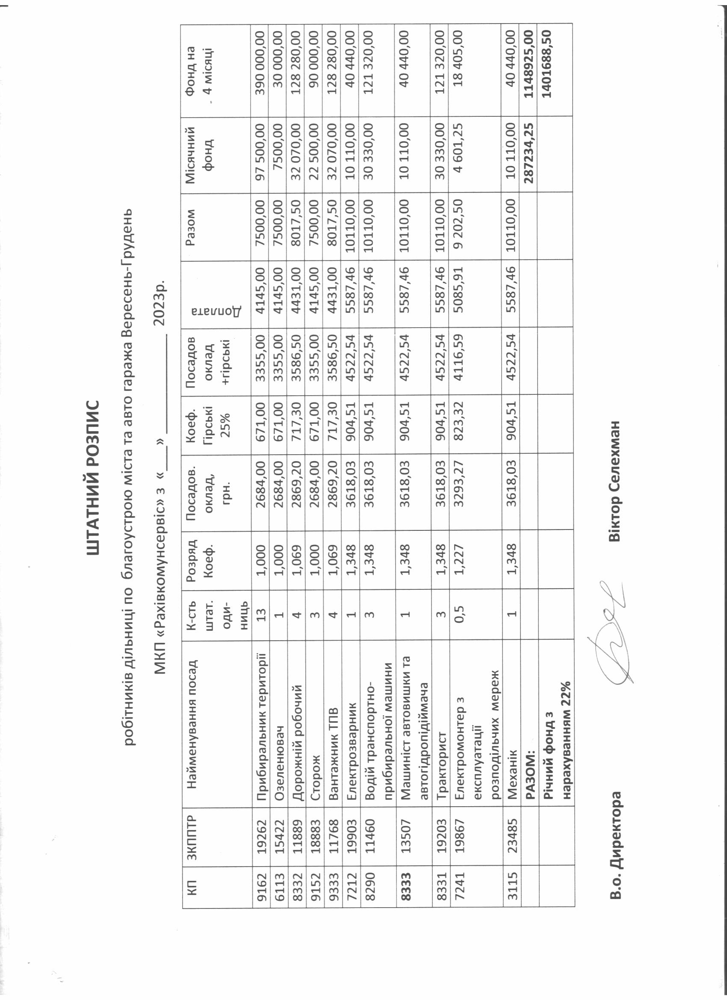 ШТАТНИЙ РОЗПИС
робітників дільниці по благоустрою міста та авто гаража Вересень-Грудень
МКП «Рахівкомунсервіс» з «___» ______________ 2023р.
КП ЗКППТР Найменування посад К-сть штат. оди-ниць Розряд Коеф. Посадов. оклад, грн. Коеф. Гірські 25% Посадов оклад +гірські Доплата Разом Місячний фонд Фонд на 4 місяці
9162 19262 Прибиральник території 13 1,000 2684,00 671,00 3355,00 4145,00 7500,00 97 500,00 390 000,00
6113 15422 Озеленювач 1 1,000 2684,00 671,00 3355,00 4145,00 7500,00 7500,00 30 000,00
8332 11889 Дорожній робочий 4 1,069 2869,20 717,30 3586,50 4431,00 8017,50 32 070,00 128 280,00
9152 18883 Сторож 3 1,000 2684,00 671,00 3355,00 4145,00 7500,00 22 500,00 90 000,00
9333 11768 Вантажник ТПВ 4 1,069 2869,20 717,30 3586,50 4431,00 8017,50 32 070,00 128 280,00
7212 19903 Електрозварник 1 1,348 3618,03 904,51 4522,54 5587,46 10110,00 10 110,00 40 440,00
8290 11460 Водій транспортно- 3 1,348 3618,03 904,51 4522,54 5587,46 10110,00 30 330,00 121 320,00
прибиральної машини
8333 13507 Машиніст автовишки та 1 1,348 3618,03 904,51 4522,54 5587,46 10110,00 10 110,00 40 440,00
автогідропідіймача
8331 19203 Тракторист 3 1,348 3618,03 904,51 4522,54 5587,46 10110,00 30 330,00 121 320,00
7241 19867 Електромонтер з 0,5 1,227 3293,27 823,32 4116,59 5085,91 9 202,50 4 601,25 18 405,00
експлуатації
розподільчих мереж
3115 23485 Механік 1 1,348 3618,03 904,51 4522,54 5587,46 10110,00 10 110,00 40 440,00
РАЗОМ: 287234,25 1148925,00
Річний фонд з 1401688,50
нарахуванням 22%
В.о. Директора Віктор Селехман